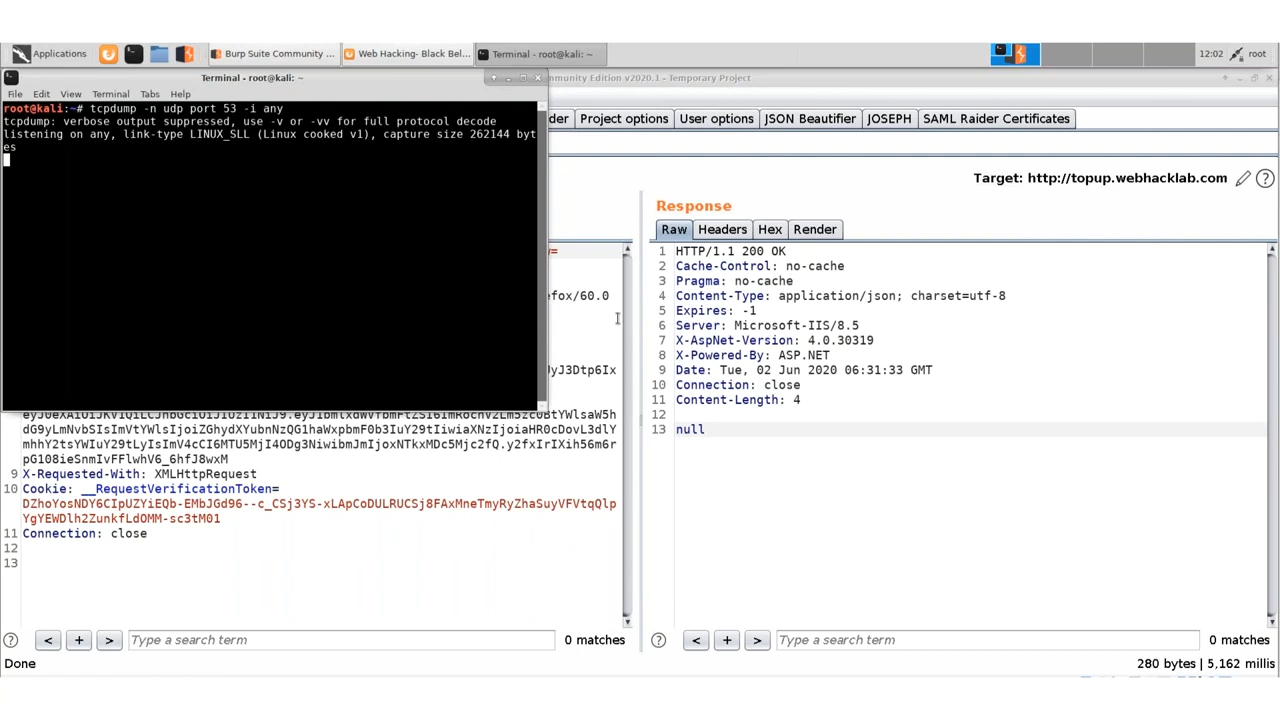 Applications
Burp Suite Community ...
Web Hacking- Black Bel...
Terminal - root@kali: ~
12:02
root
Terminal - root@kali: ~
mmunity Edition v2020.1 - Temporary Project
File Edit View Terminal Tabs Help
root@kali:~# tcpdump -n udp port 53 -i any
tcpdump: verbose output suppressed, use -v or -vv for full protocol decode
listening on any, link-type LINUX_SLL (Linux cooked v1), capture size 262144 byt
es
der Project options User options JSON Beautifier JOSEPH SAML Raider Certificates
Target: http://topup.webhacklab.com
?
Response
Raw Headers Hex Render
1 HTTP/1.1 200 OK
2 Cache-Control: no-cache
3 Pragma: no-cache
4 Content-Type: application/json; charset=utf-8
5 Expires: -1
6 Server: Microsoft-IIS/8.5
7 X-AspNet-Version: 4.0.30319
8 X-Powered-By: ASP.NET
9 Date: Tue, 02 Jun 2020 06:31:33 GMT
10 Connection: close
11 Content-Length: 4
12
13 null
efox/60.0
pG108ieSnmIvFFlwhV6_6hfJ8wxM
9 X-Requested-With: XMLHttpRequest
10 Cookie: __RequestVerificationToken=
DZhoYosNDY6CIpUZYiEQb-EMbJGd96--c_CSj3YS-xLApCoDULRUCSj8FAxMneTmyRyZhaSuyVFVtqQlp
YgYEWDlh2ZunkfLdOMM-sc3tM01
11 Connection: close
12
13
? < + > Type a search term 0 matches
? < + > Type a search term 0 matches
Done
280 bytes | 5,162 millis